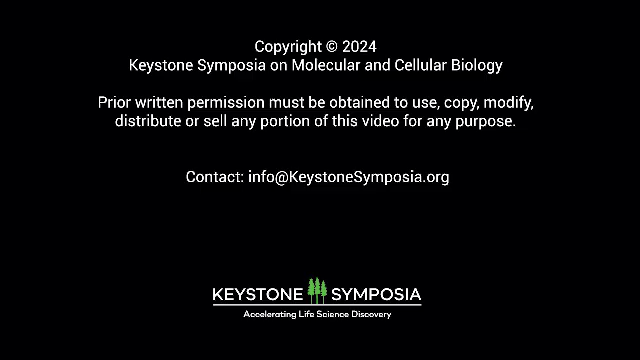 Copyright © 2024
Keystone Symposia on Molecular and Cellular Biology
Prior written permission must be obtained to use, copy, modify,
distribute or sell any portion of this video for any purpose.
Contact: info@KeystoneSymposia.org
KEYSTONE SYMPOSIA
Accelerating Life Science Discovery